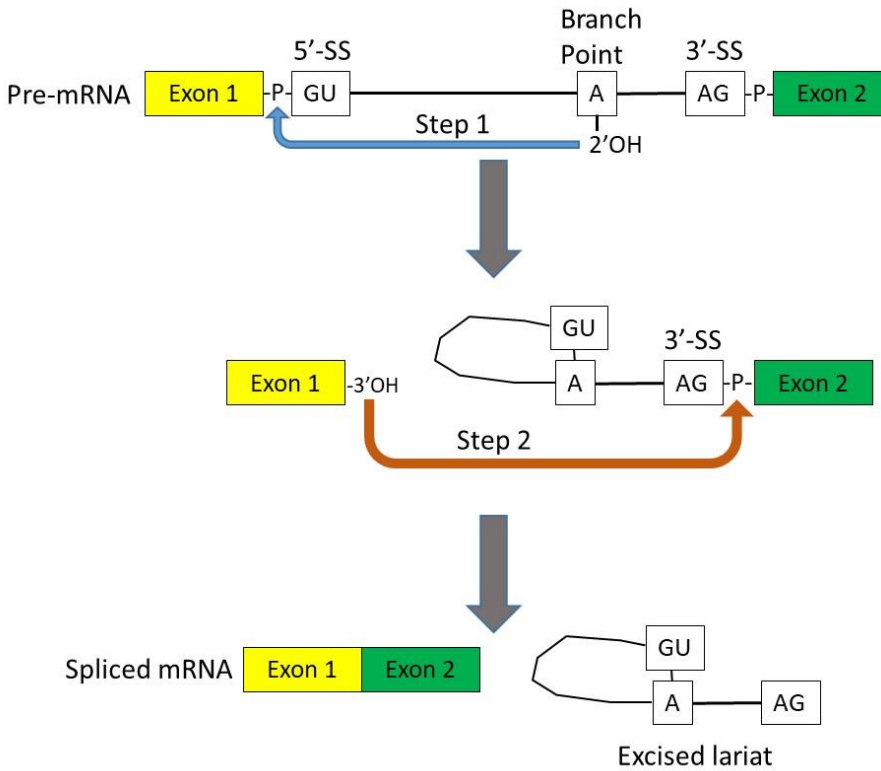 Branch
Point
5’-SS
3’-SS
Pre-mRNA
Exon 1
-P-
GU
A
AG
-P-
Exon 2
Step 1
2’OH
GU
3’-SS
Exon 1
-3’OH
A
AG
-P-
Exon 2
Step 2
Spliced mRNA
Exon 1
Exon 2
GU
A
AG
Excised lariat